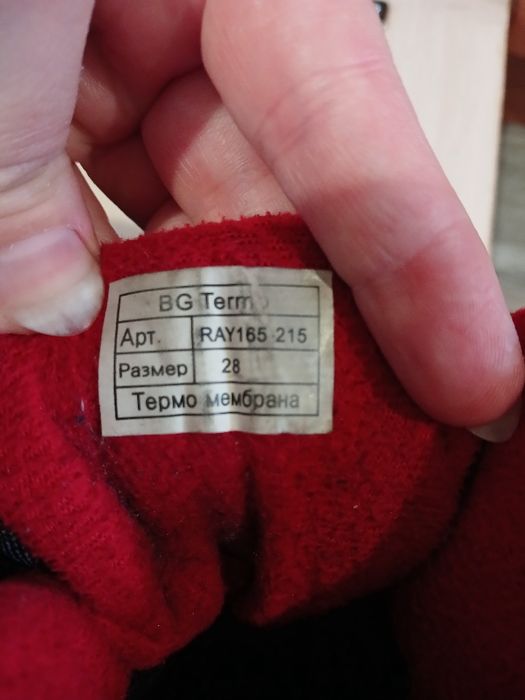 BG Termo
Арт. RAY165-215
Размер 28
Термо мембрана